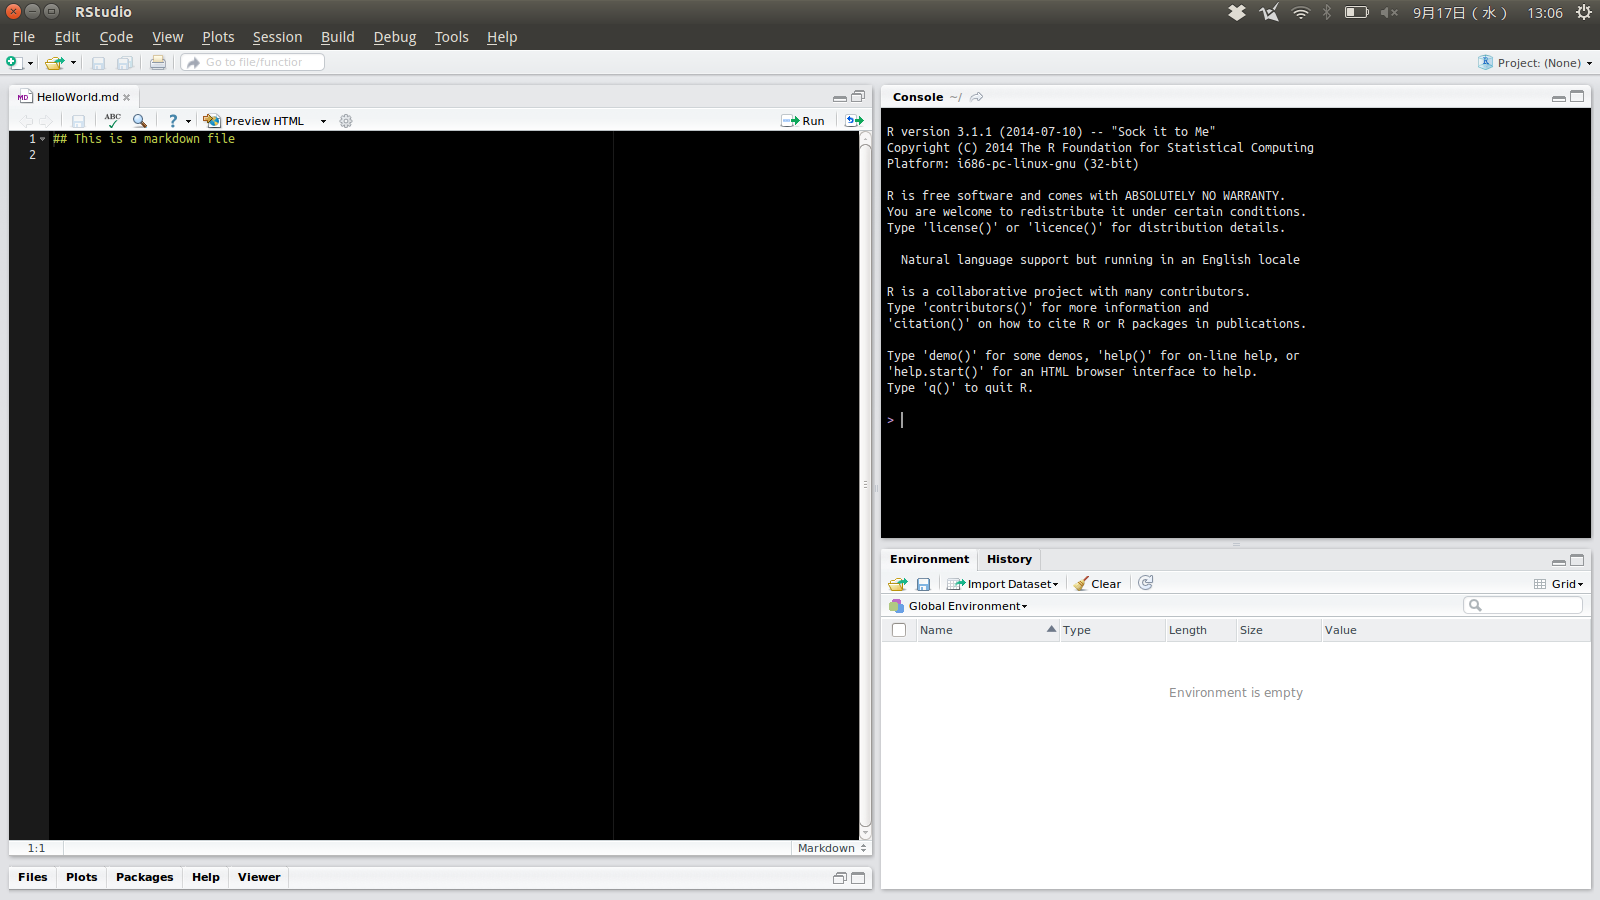 RStudio
9月17日 ( 水 ) 13:06
File Edit Code View Plots Session Build Debug Tools Help
Go to file/function
Project: (None)
MD HelloWorld.md
ABC ? Preview HTML Run
1 ## This is a markdown file
2
1:1 Markdown
Files Plots Packages Help Viewer
Console ~/
R version 3.1.1 (2014-07-10) -- "Sock it to Me"
Copyright (C) 2014 The R Foundation for Statistical Computing
Platform: i686-pc-linux-gnu (32-bit)
R is free software and comes with ABSOLUTELY NO WARRANTY.
You are welcome to redistribute it under certain conditions.
Type 'license()' or 'licence()' for distribution details.
Natural language support but running in an English locale
R is a collaborative project with many contributors.
Type 'contributors()' for more information and
'citation()' on how to cite R or R packages in publications.
Type 'demo()' for some demos, 'help()' for on-line help, or
'help.start()' for an HTML browser interface to help.
Type 'q()' to quit R.
>
Environment History
Import Dataset Clear Grid
Global Environment
Name Type Length Size Value
Environment is empty